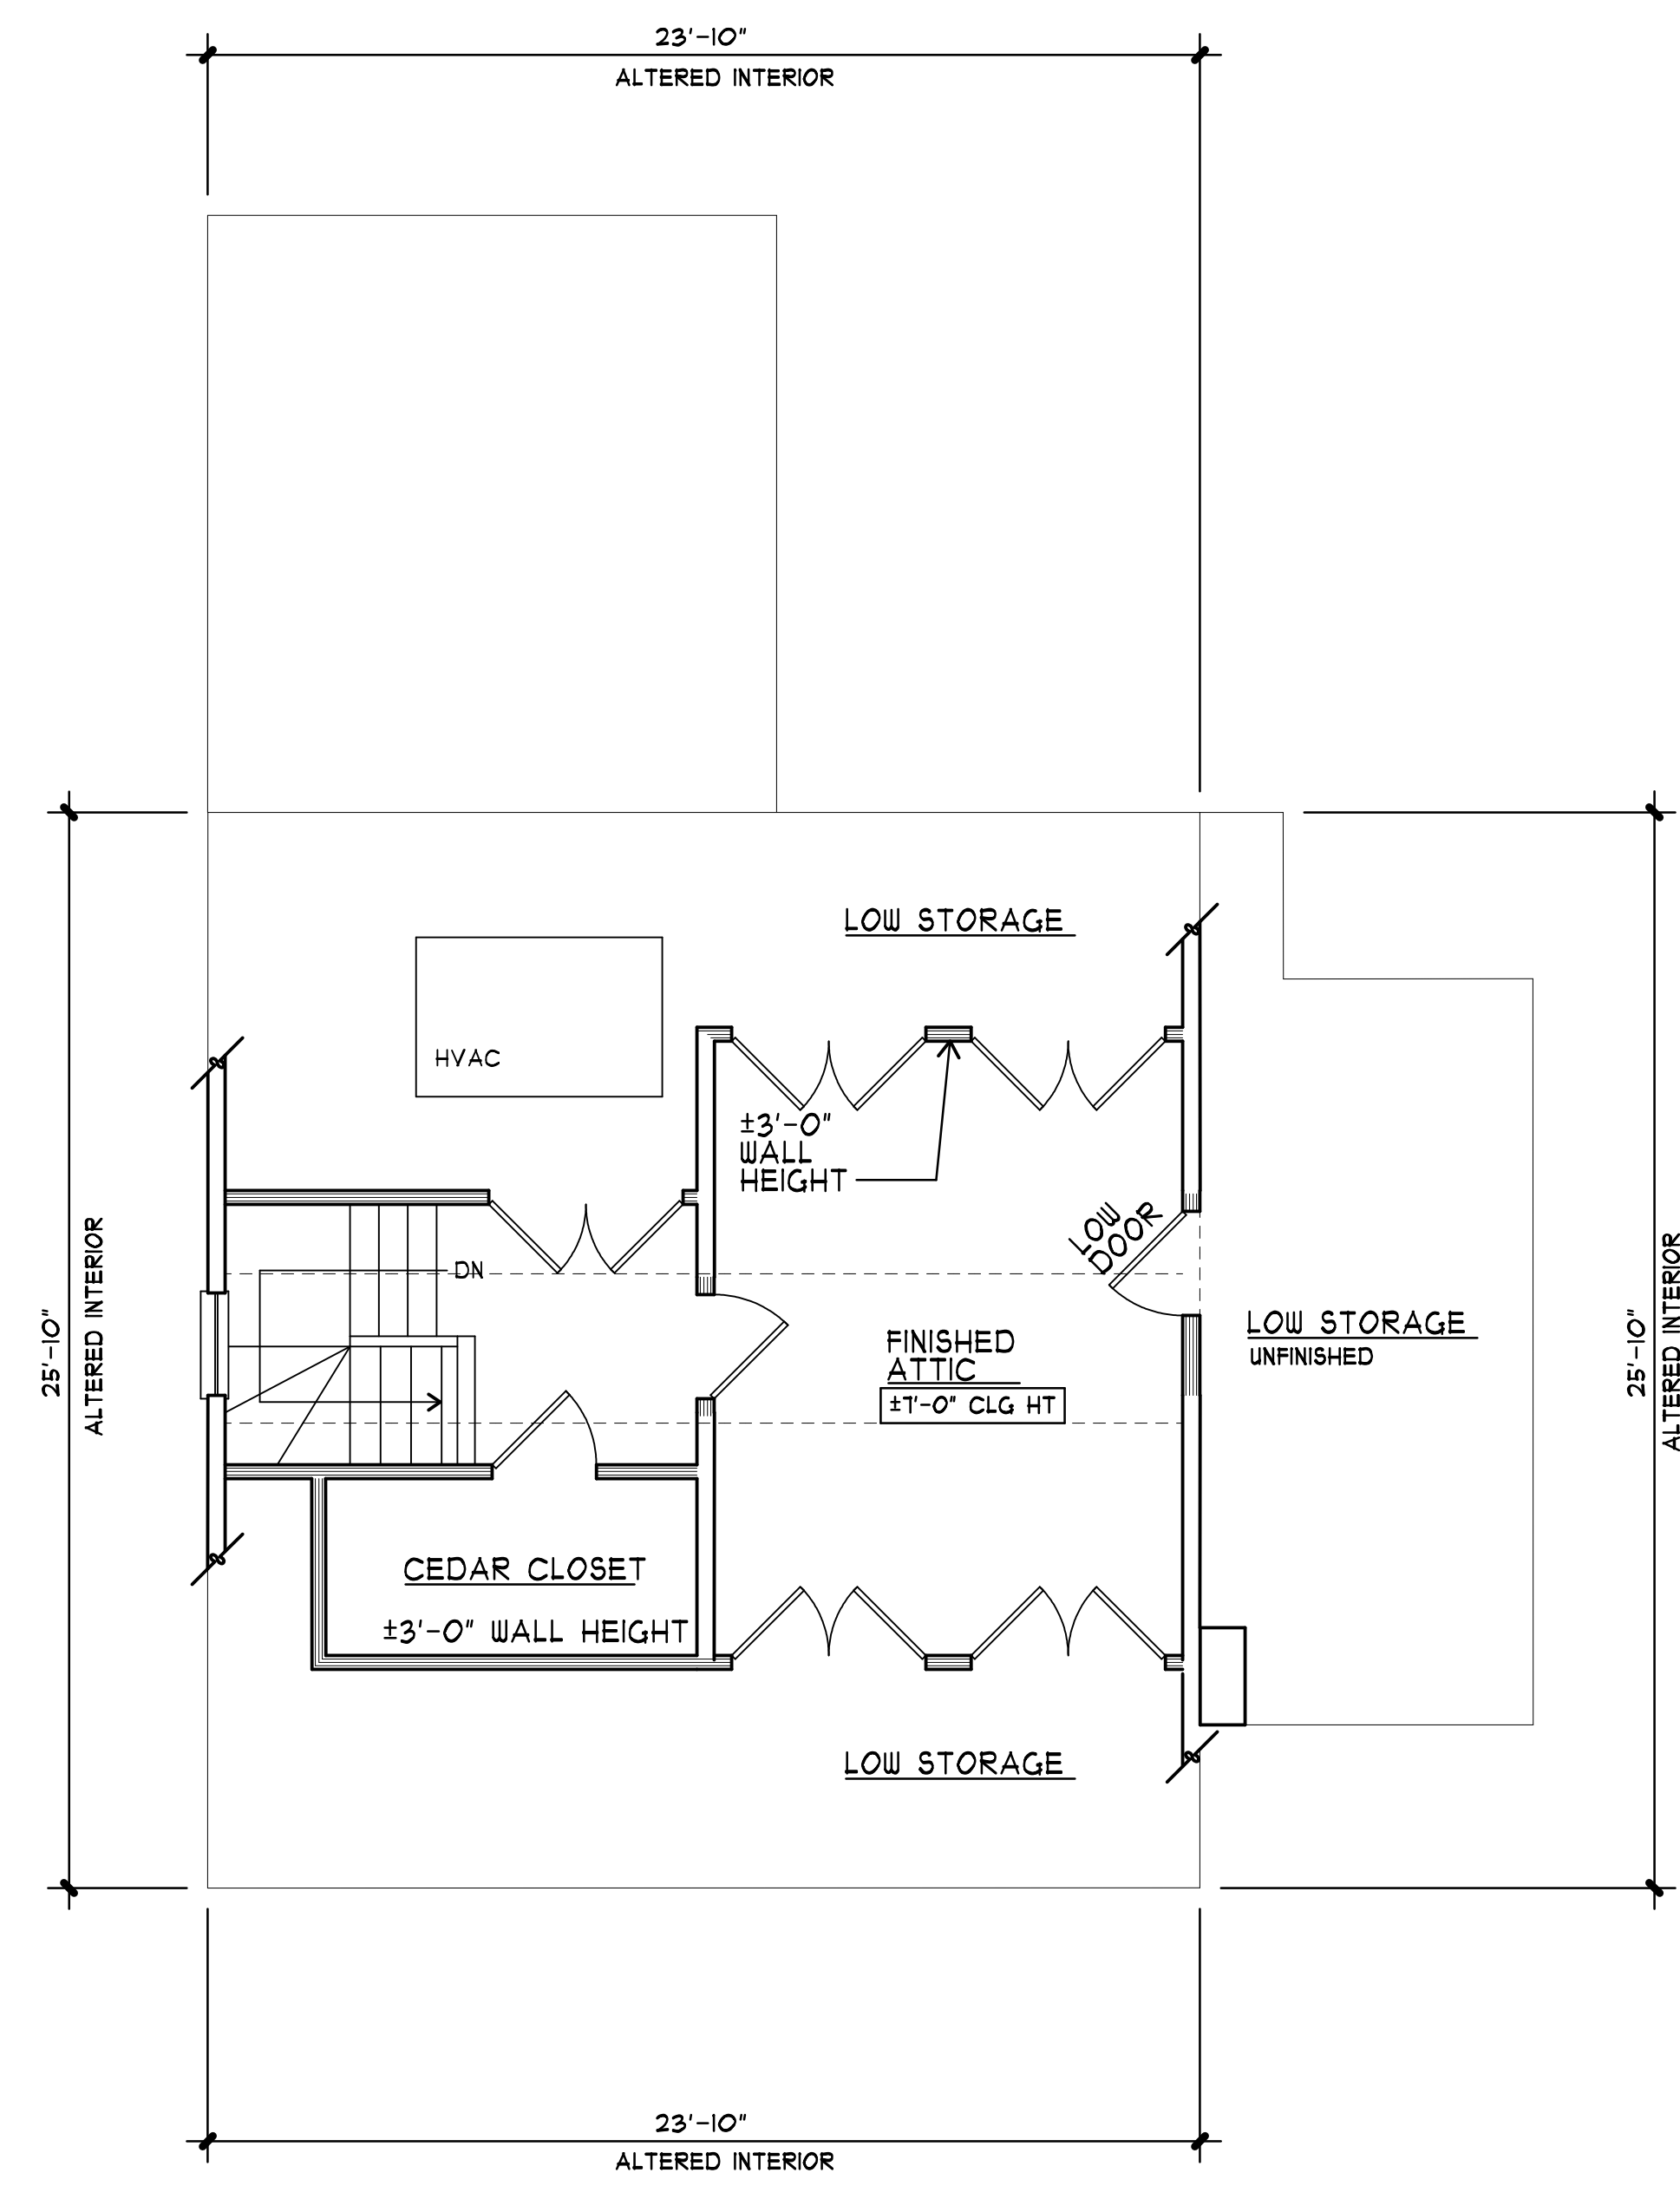 23'-10"
ALTERED INTERIOR
LOW STORAGE
HVAC
±3'-0"
WALL
HEIGHT
LOW
DOOR
DN
25'-10"
ALTERED INTERIOR
FINISHED
ATTIC
±7'-0" CLG HT
LOW STORAGE
UNFINISHED
25'-10"
ALTERED INTERIOR
CEDAR CLOSET
±3'-0" WALL HEIGHT
LOW STORAGE
23'-10"
ALTERED INTERIOR